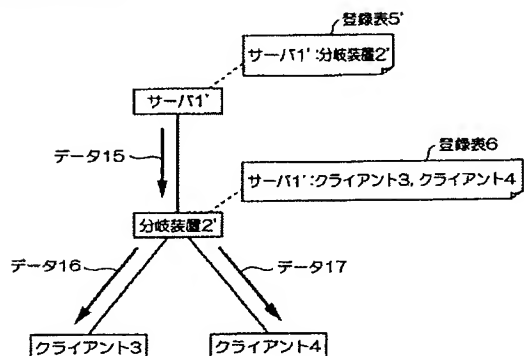 登録表5'
サーバ1':分岐装置2'
サーバ1'
データ15
登録表6
サーバ1':クライアント3, クライアント4
分岐装置2'
データ16
データ17
クライアント3
クライアント4